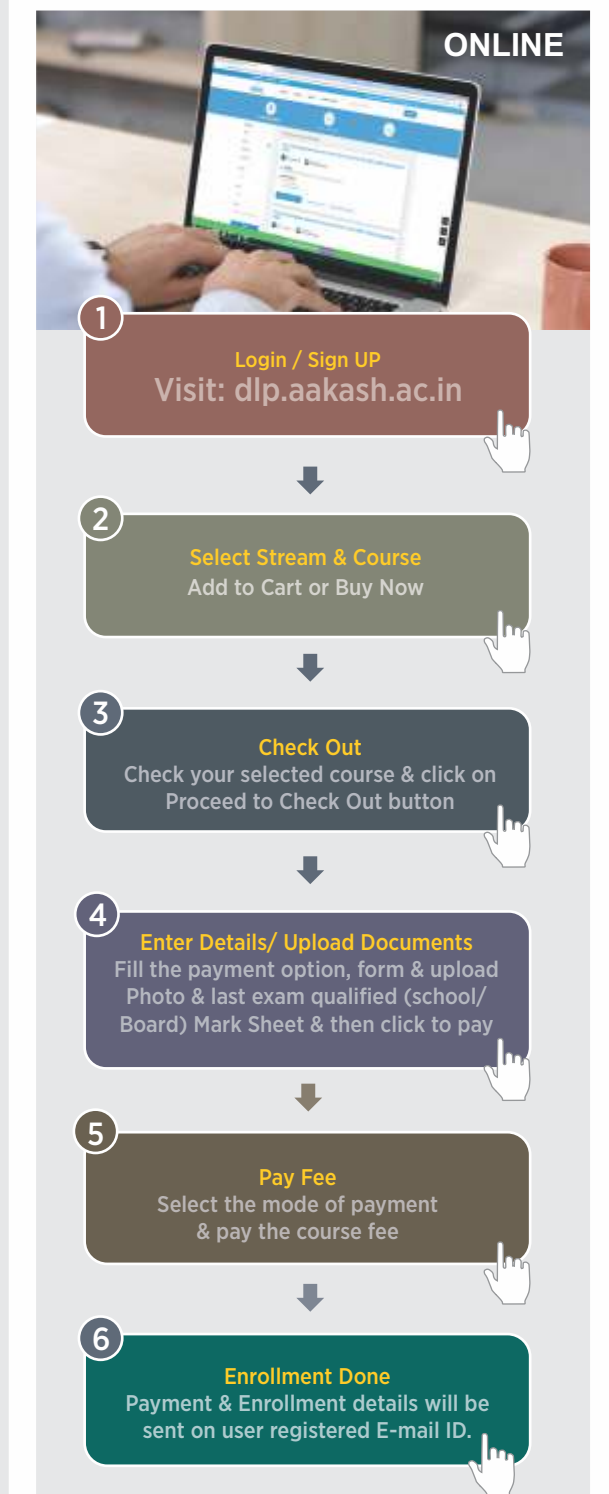 ONLINE
1
Login / Sign UP
Visit: dlp.aakash.ac.in
2
Select Stream & Course
Add to Cart or Buy Now
3
Check Out
Check your selected course & click on
Proceed to Check Out button
4
Enter Details/ Upload Documents
Fill the payment option, form & upload
Photo & last exam qualified (school/
Board) Mark Sheet & then click to pay
5
Pay Fee
Select the mode of payment
& pay the course fee
6
Enrollment Done
Payment & Enrollment details will be
sent on user registered E-mail ID.